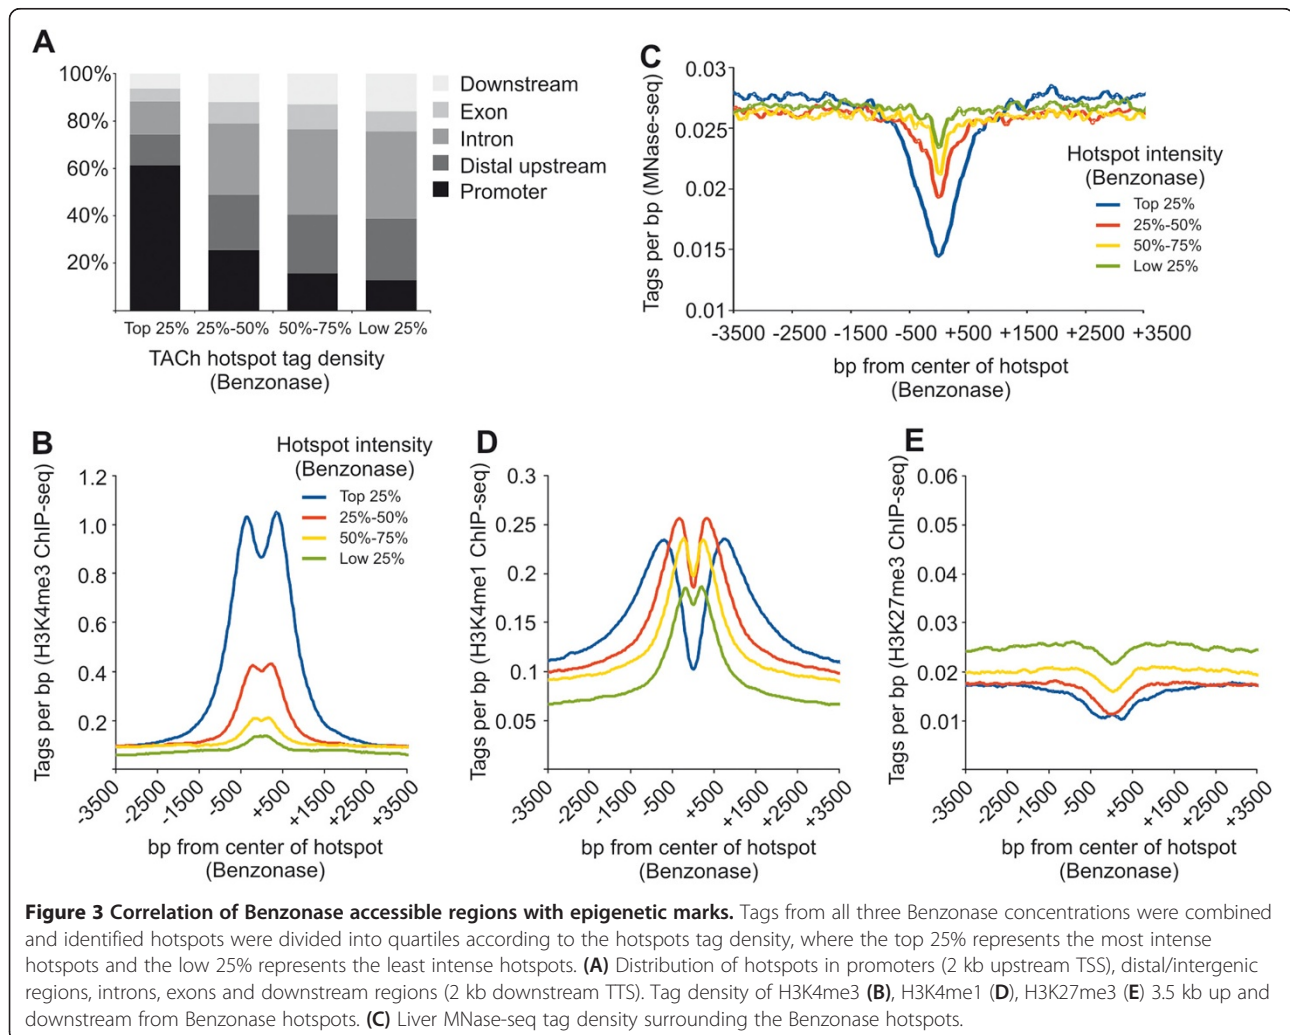 A
100%
80%
60%
40%
20%
Downstream
Exon
Intron
Distal upstream
Promoter
Top 25%
25%-50%
50%-75%
Low 25%
TACh hotspot tag density
(Benzonase)
C
Tags per bp (MNase-seq)
0.03
0.025
0.02
0.015
0.01
Hotspot intensity
(Benzonase)
Top 25%
25%-50%
50%-75%
Low 25%
-3500 -2500 -1500 -500 +500 +1500 +2500 +3500
bp from center of hotspot
(Benzonase)
B
Tags per bp (H3K4me3 ChIP-seq)
1.2
1.0
0.8
0.6
0.4
0.2
Hotspot intensity
(Benzonase)
Top 25%
25%-50%
50%-75%
Low 25%
-3500 -2500 -1500 -500 +500 +1500 +2500 +3500
bp from center of hotspot
(Benzonase)
D
Tags per bp (H3K4me1 ChIP-seq)
0.3
0.25
0.2
0.15
0.1
0.05
-3500 -2500 -1500 -500 +500 +1500 +2500 +3500
bp from center of hotspot
(Benzonase)
E
Tags per bp (H3K27me3 ChIP-seq)
0.06
0.05
0.04
0.03
0.02
0.01
-3500 -2500 -1500 -500 +500 +1500 +2500 +3500
bp from center of hotspot
(Benzonase)
Figure 3 Correlation of Benzonase accessible regions with epigenetic marks. Tags from all three Benzonase concentrations were combined
and identified hotspots were divided into quartiles according to the hotspots tag density, where the top 25% represents the most intense
hotspots and the low 25% represents the least intense hotspots. (A) Distribution of hotspots in promoters (2 kb upstream TSS), distal/intergenic
regions, introns, exons and downstream regions (2 kb downstream TTS). Tag density of H3K4me3 (B), H3K4me1 (D), H3K27me3 (E) 3.5 kb up and
downstream from Benzonase hotspots. (C) Liver MNase-seq tag density surrounding the Benzonase hotspots.